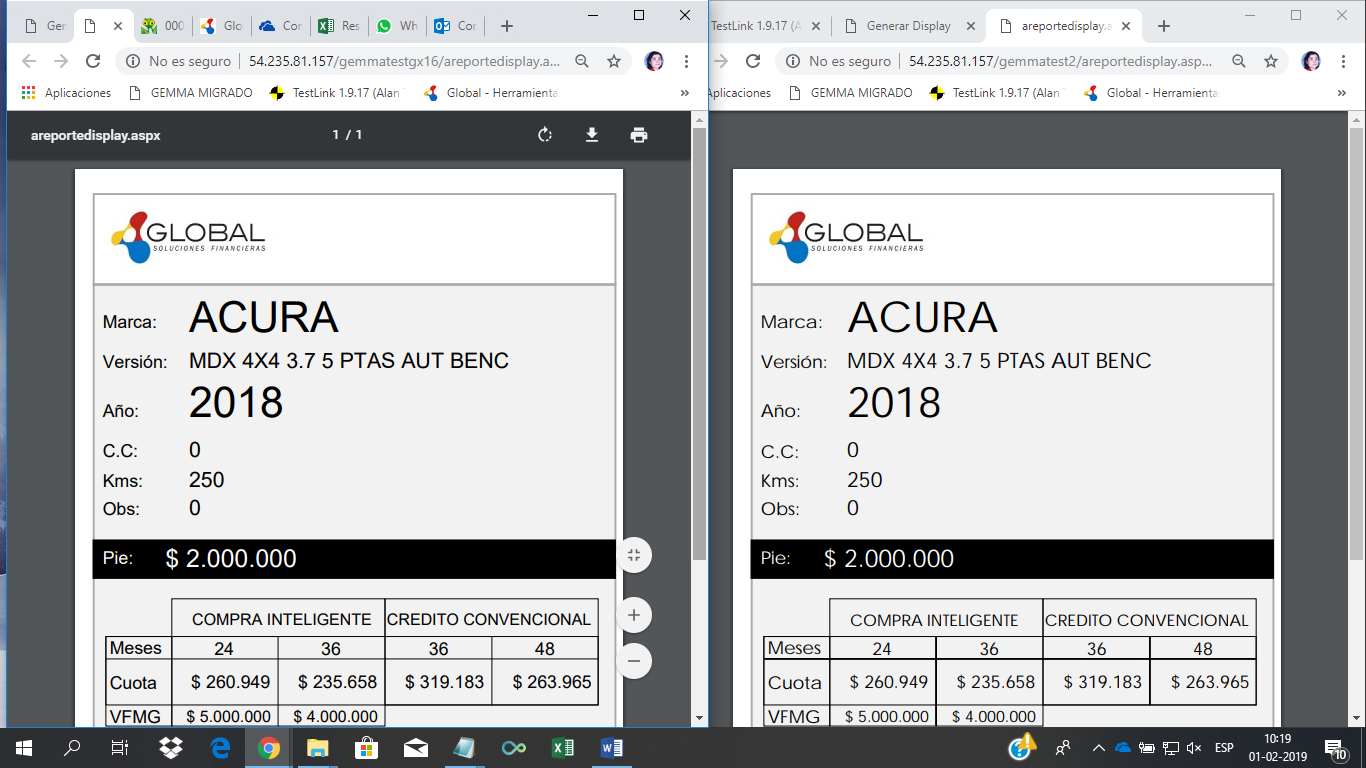 Ger
000
Glo
Cor
Res
Wh
Cor
No es seguro | 54.235.81.157/gemmatestgx16/areportedisplay.a...
Aplicaciones GEMMA MIGRADO TestLink 1.9.17 (Alan Global - Herramienta »
areportedisplay.aspx 1 / 1
GLOBAL
SOLUCIONES FINANCIERAS
Marca: ACURA
Versión: MDX 4X4 3.7 5 PTAS AUT BENC
Año: 2018
C.C: 0
Kms: 250
Obs: 0
Pie: $ 2.000.000
COMPRA INTELIGENTE CREDITO CONVENCIONAL
Meses 24 36 36 48
Cuota $ 260.949 $ 235.658 $ 319.183 $ 263.965
VFMG $ 5.000.000 $ 4.000.000
TestLink 1.9.17 (A
Generar Display
areportedisplay.a
No es seguro | 54.235.81.157/gemmatest2/areportedisplay.asp...
Aplicaciones GEMMA MIGRADO TestLink 1.9.17 (Alan Global - Herramienta »
GLOBAL
SOLUCIONES FINANCIERAS
Marca: ACURA
Versión: MDX 4X4 3.7 5 PTAS AUT BENC
Año: 2018
C.C: 0
Kms: 250
Obs: 0
Pie: $ 2.000.000
COMPRA INTELIGENTE CREDITO CONVENCIONAL
Meses 24 36 36 48
Cuota $ 260.949 $ 235.658 $ 319.183 $ 263.965
VFMG $ 5.000.000 $ 4.000.000
ESP
10:19
01-02-2019
10